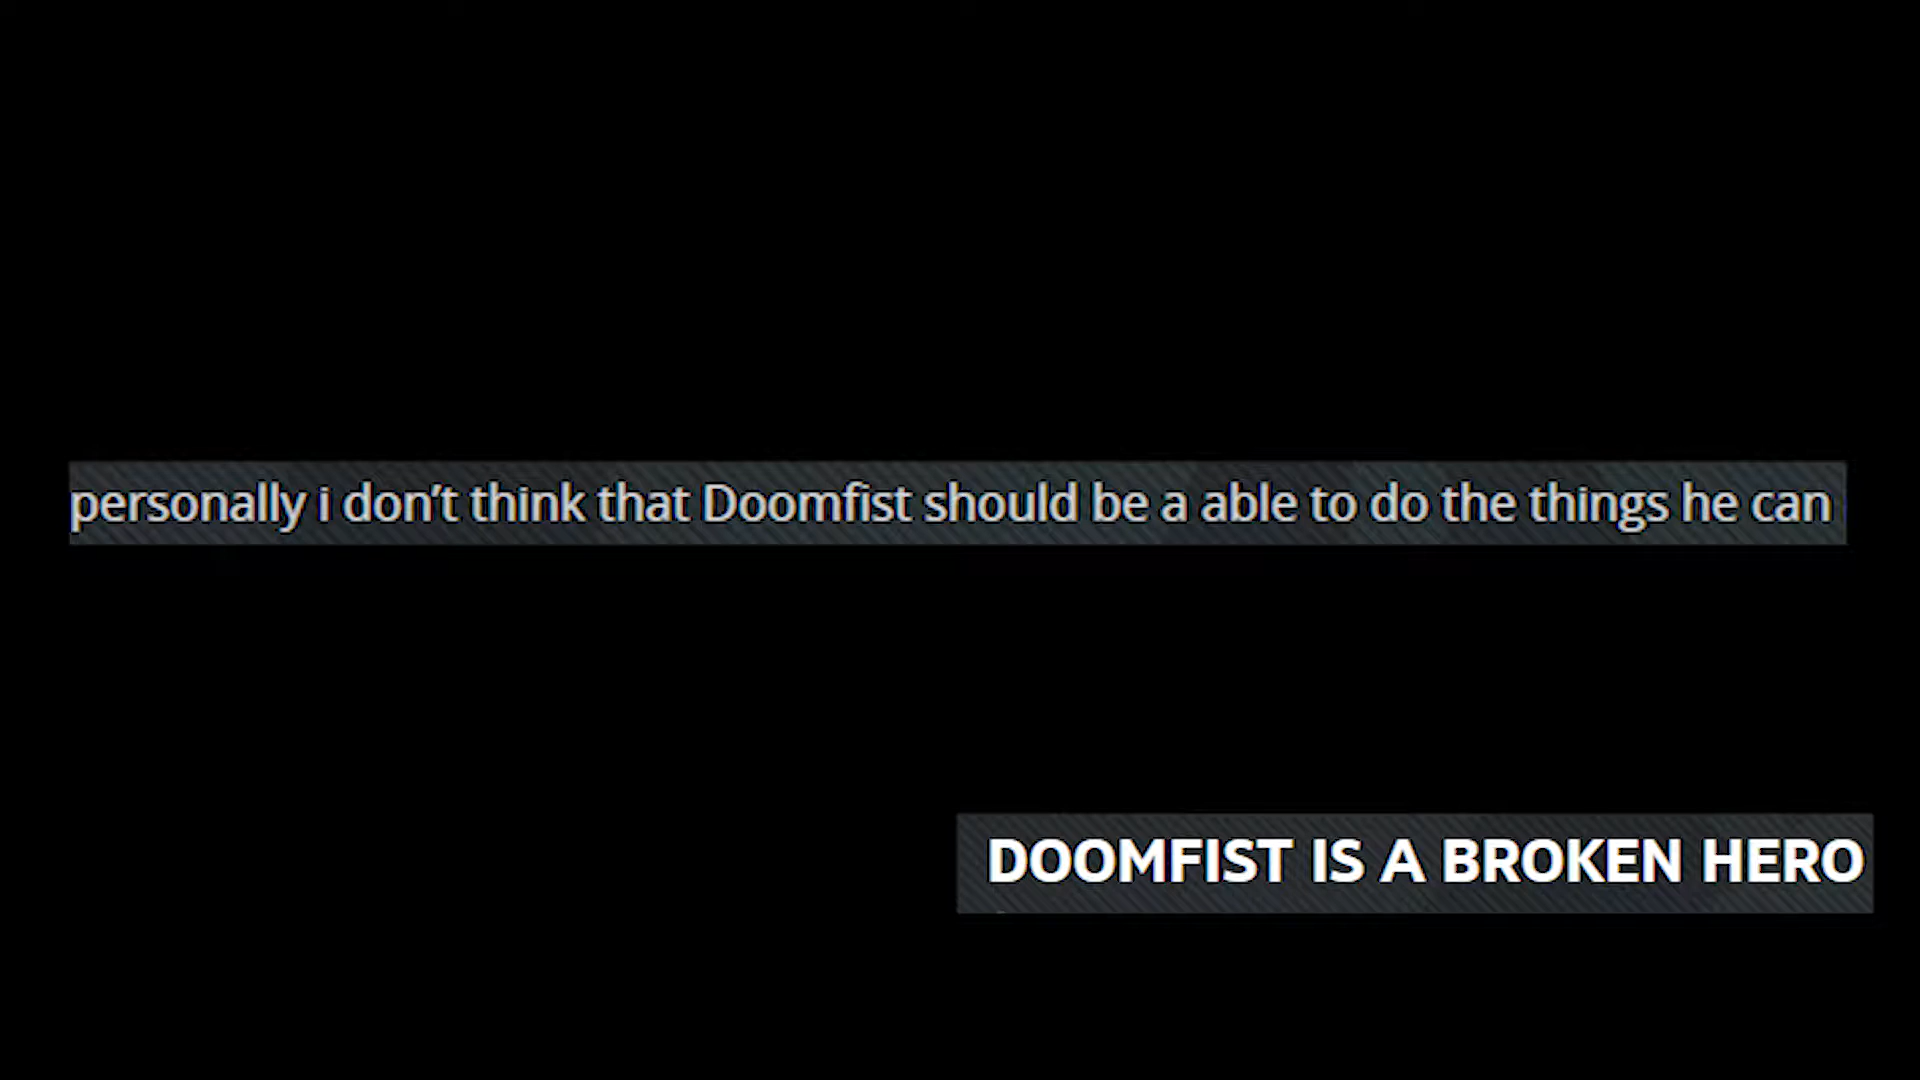 personally i don’t think that Doomfist should be a able to do the things he can
DOOMFIST IS A BROKEN HERO